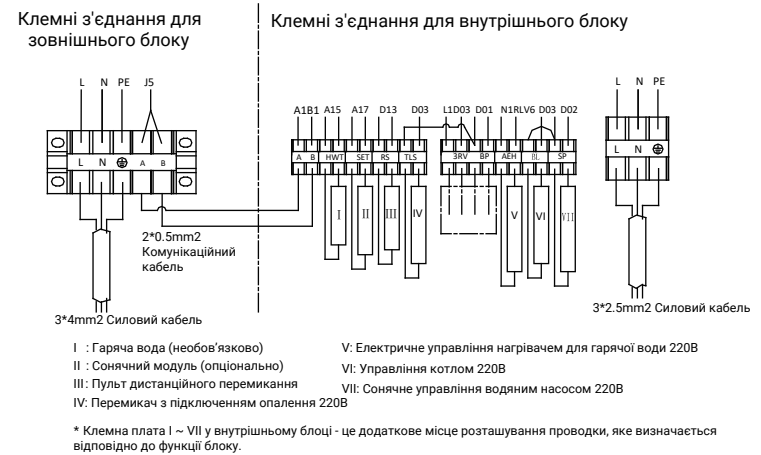 Клемні з'єднання для
зовнішнього блоку
Клемні з'єднання для внутрішнього блоку
L N PE J5
A1B1 A15 A17 D13 D03 L1D03 D01 N1RLV6 D03 D02
L N PE
L N A B
A B HWT SET RS TLS 3RV BP AEH BL SP
L N
I II III IV V VI VII
2*0.5mm2
Комунікаційний
кабель
3*4mm2 Силовий кабель
3*2.5mm2 Силовий кабель
I : Гаряча вода (необов'язково)
II : Сонячний модуль (опціонально)
III: Пульт дистанційного перемикання
IV: Перемикач з підключенням опалення 220В
V: Електричне управління нагрівачем для гарячої води 220В
VI: Управління котлом 220В
VII: Сонячне управління водяним насосом 220В
* Клемна плата I ~ VII у внутрішньому блоці - це додаткове місце розташування проводки, яке визначається
відповідно до функції блоку.